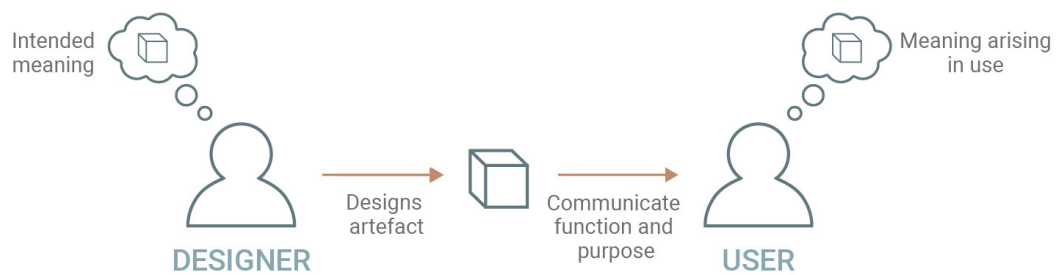 Intended
meaning
Meaning arising
in use
Designs
artefact
Communicate
function and
purpose
DESIGNER
USER